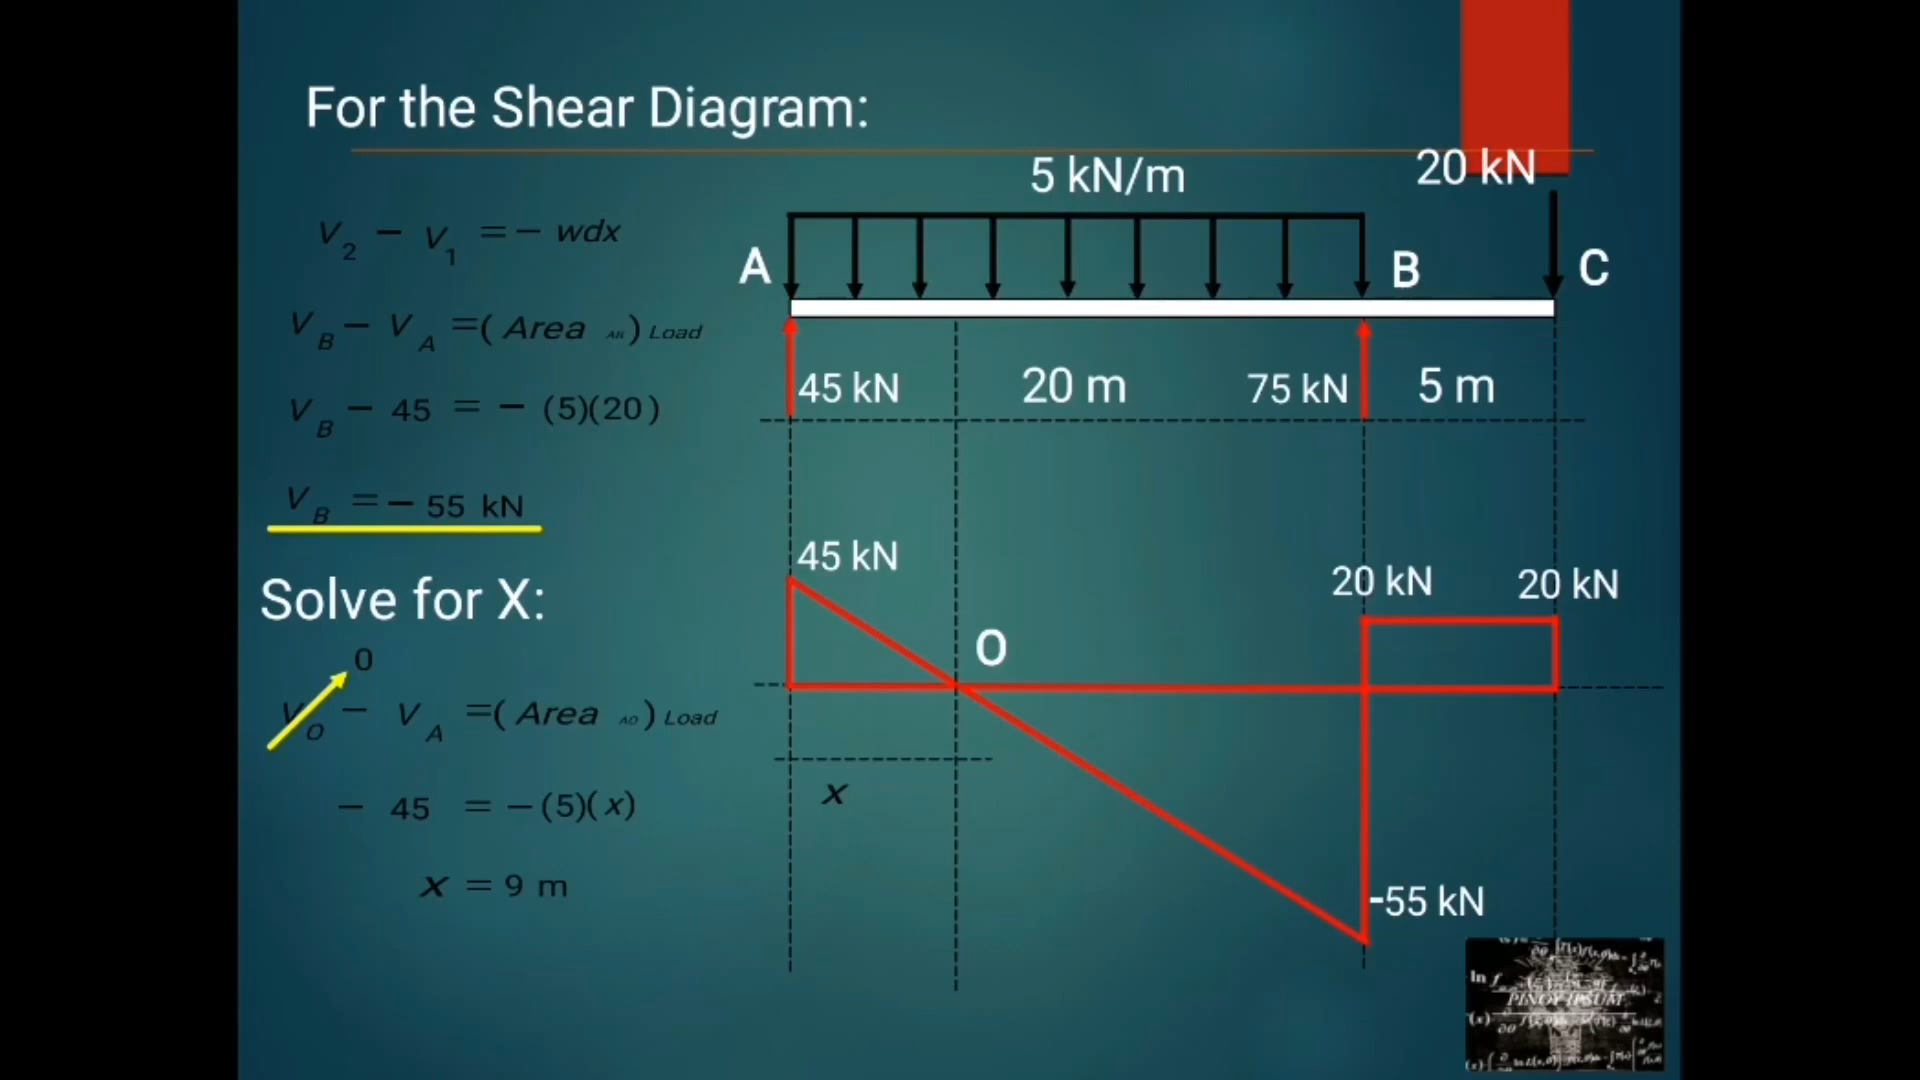 For the Shear Diagram:
5 kN/m
20 kN
V2 - V1 = - wdx
A
B
C
VB - VA = ( Area AB ) Load
45 kN
20 m
75 kN
5 m
VB - 45 = - (5)(20)
VB = - 55 kN
45 kN
20 kN
20 kN
Solve for X:
O
0
VO - VA = ( Area AO ) Load
x
- 45 = - (5)( x )
x = 9 m
-55 kN
PINOY IPSUM